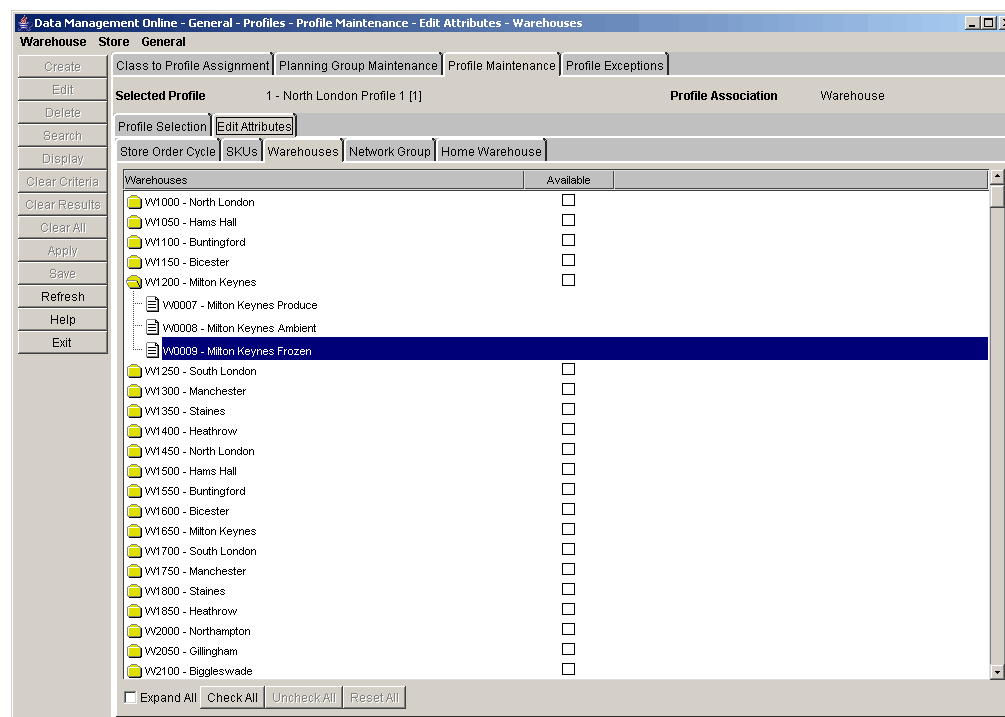 Data Management Online - General - Profiles - Profile Maintenance - Edit Attributes - Warehouses
Warehouse Store General
Create
Edit
Delete
Search
Display
Clear Criteria
Clear Results
Clear All
Apply
Save
Refresh
Help
Exit
Class to Profile Assignment Planning Group Maintenance Profile Maintenance Profile Exceptions
Selected Profile 1 - North London Profile 1 [1] Profile Association Warehouse
Profile Selection Edit Attributes
Store Order Cycle SKUs Warehouses Network Group Home Warehouse
Warehouses Available
W1000 - North London
W1050 - Hams Hall
W1100 - Buntingford
W1150 - Bicester
W1200 - Milton Keynes
W0007 - Milton Keynes Produce
W0008 - Milton Keynes Ambient
W0009 - Milton Keynes Frozen
W1250 - South London
W1300 - Manchester
W1350 - Staines
W1400 - Heathrow
W1450 - North London
W1500 - Hams Hall
W1550 - Buntingford
W1600 - Bicester
W1650 - Milton Keynes
W1700 - South London
W1750 - Manchester
W1800 - Staines
W1850 - Heathrow
W2000 - Northampton
W2050 - Gillingham
W2100 - Biggleswade
Expand All Check All Uncheck All Reset All